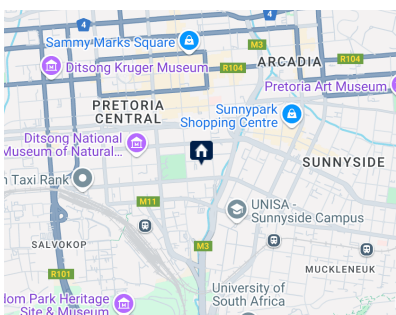 4
4
Sammy Marks Square
M3
ARCADIA
Ditsong Kruger Museum
R104
R104
Pretoria Art Museum
PRETORIA
CENTRAL
Sunnypark
Shopping Centre
Ditsong National
Museum of Natural...
SUNNYSIDE
n Taxi Rank
M11
UNISA -
Sunnyside Campus
SALVOKOP
M3
R101
MUCKLENEUK
University of
South Africa
dom Park Heritage
Site & Museum